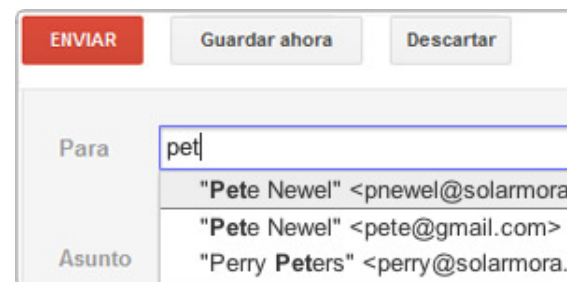 ENVIAR Guardar ahora Descartar
Para pet
"Pete Newel" <pnewel@solarmora
"Pete Newel" <pete@gmail.com>
Asunto "Perry Peters" <perry@solarmora.